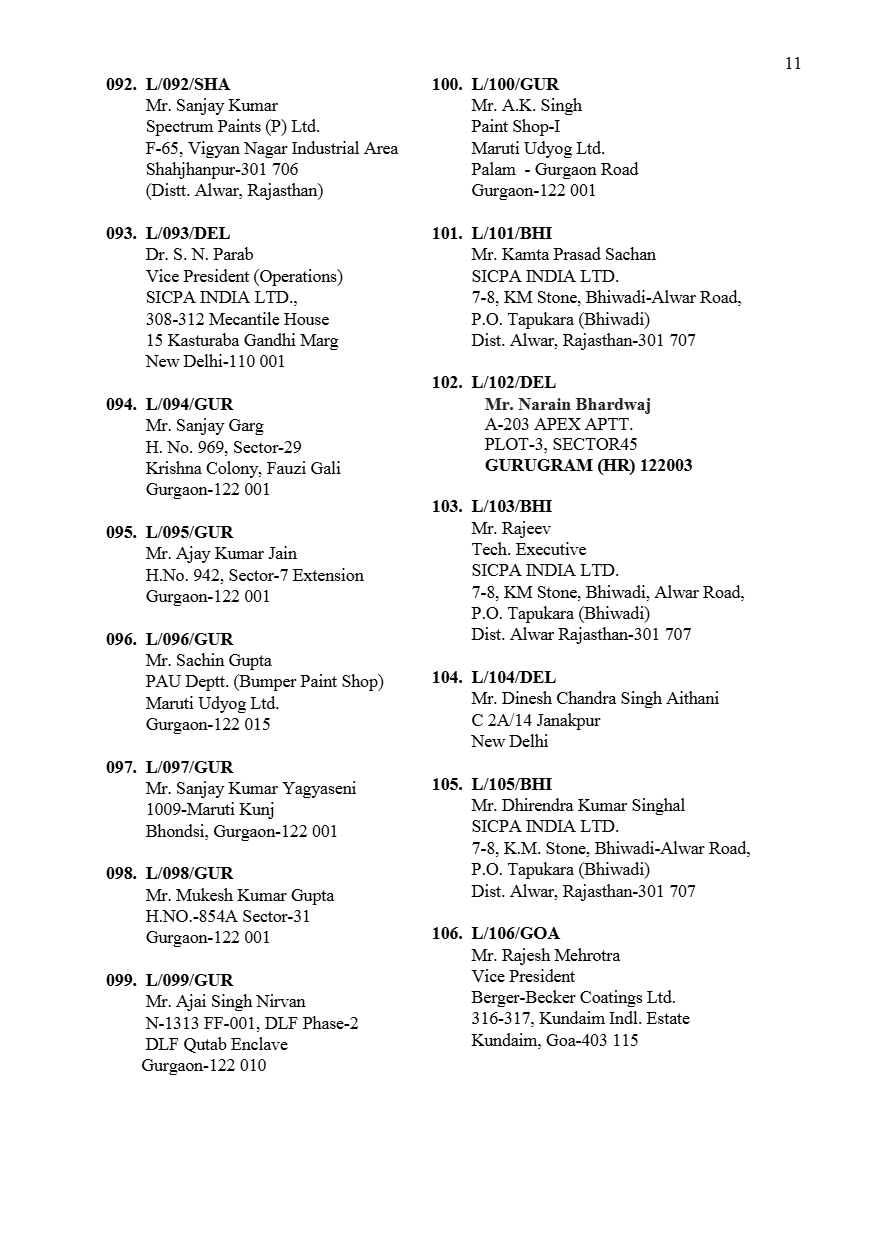 11
092. L/092/SHA
Mr. Sanjay Kumar
Spectrum Paints (P) Ltd.
F-65, Vigyan Nagar Industrial Area
Shahjhanpur-301 706
(Distt. Alwar, Rajasthan)
093. L/093/DEL
Dr. S. N. Parab
Vice President (Operations)
SICPA INDIA LTD.,
308-312 Mecantile House
15 Kasturaba Gandhi Marg
New Delhi-110 001
094. L/094/GUR
Mr. Sanjay Garg
H. No. 969, Sector-29
Krishna Colony, Fauzi Gali
Gurgaon-122 001
095. L/095/GUR
Mr. Ajay Kumar Jain
H.No. 942, Sector-7 Extension
Gurgaon-122 001
096. L/096/GUR
Mr. Sachin Gupta
PAU Deptt. (Bumper Paint Shop)
Maruti Udyog Ltd.
Gurgaon-122 015
097. L/097/GUR
Mr. Sanjay Kumar Yagyaseni
1009-Maruti Kunj
Bhondsi, Gurgaon-122 001
098. L/098/GUR
Mr. Mukesh Kumar Gupta
H.NO.-854A Sector-31
Gurgaon-122 001
099. L/099/GUR
Mr. Ajai Singh Nirvan
N-1313 FF-001, DLF Phase-2
DLF Qutab Enclave
Gurgaon-122 010
100. L/100/GUR
Mr. A.K. Singh
Paint Shop-I
Maruti Udyog Ltd.
Palam - Gurgaon Road
Gurgaon-122 001
101. L/101/BHI
Mr. Kamta Prasad Sachan
SICPA INDIA LTD.
7-8, KM Stone, Bhiwadi-Alwar Road,
P.O. Tapukara (Bhiwadi)
Dist. Alwar, Rajasthan-301 707
102. L/102/DEL
Mr. Narain Bhardwaj
A-203 APEX APTT.
PLOT-3, SECTOR45
GURUGRAM (HR) 122003
103. L/103/BHI
Mr. Rajeev
Tech. Executive
SICPA INDIA LTD.
7-8, KM Stone, Bhiwadi, Alwar Road,
P.O. Tapukara (Bhiwadi)
Dist. Alwar Rajasthan-301 707
104. L/104/DEL
Mr. Dinesh Chandra Singh Aithani
C 2A/14 Janakpur
New Delhi
105. L/105/BHI
Mr. Dhirendra Kumar Singhal
SICPA INDIA LTD.
7-8, K.M. Stone, Bhiwadi-Alwar Road,
P.O. Tapukara (Bhiwadi)
Dist. Alwar, Rajasthan-301 707
106. L/106/GOA
Mr. Rajesh Mehrotra
Vice President
Berger-Becker Coatings Ltd.
316-317, Kundaim Indl. Estate
Kundaim, Goa-403 115